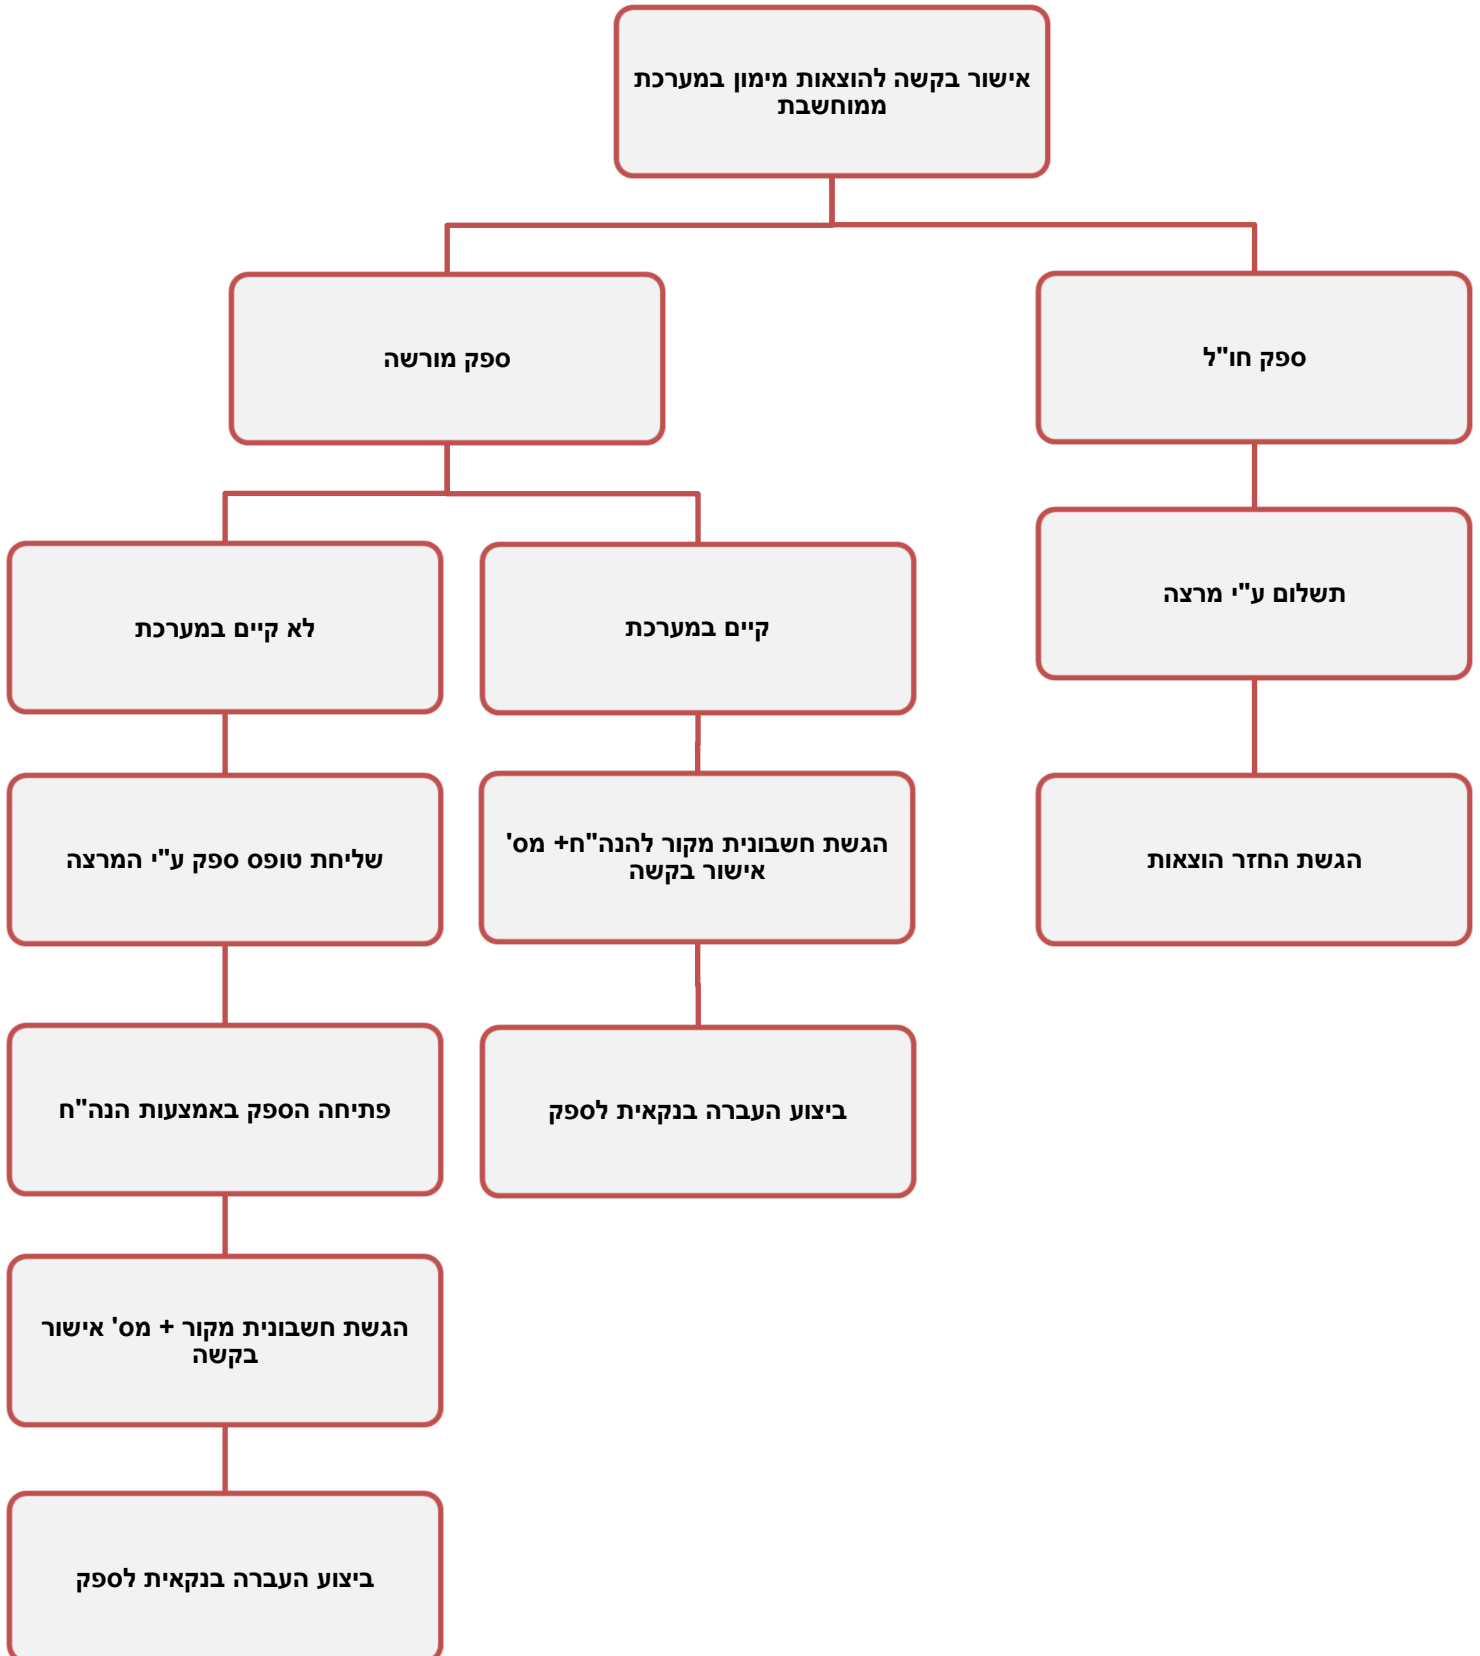 אישור בקשה להוצאות מימון במערכת
ממוחשבת
ספק חו"ל
ספק מורשה
תשלום ע"י מרצה
קיים במערכת
לא קיים במערכת
הגשת החזר הוצאות
הגשת חשבונית מקור להנה"ח+ מס'
אישור בקשה
שליחת טופס ספק ע"י המרצה
ביצוע העברה בנקאית לספק
פתיחה הספק באמצעות הנה"ח
הגשת חשבונית מקור + מס' אישור
בקשה
ביצוע העברה בנקאית לספק